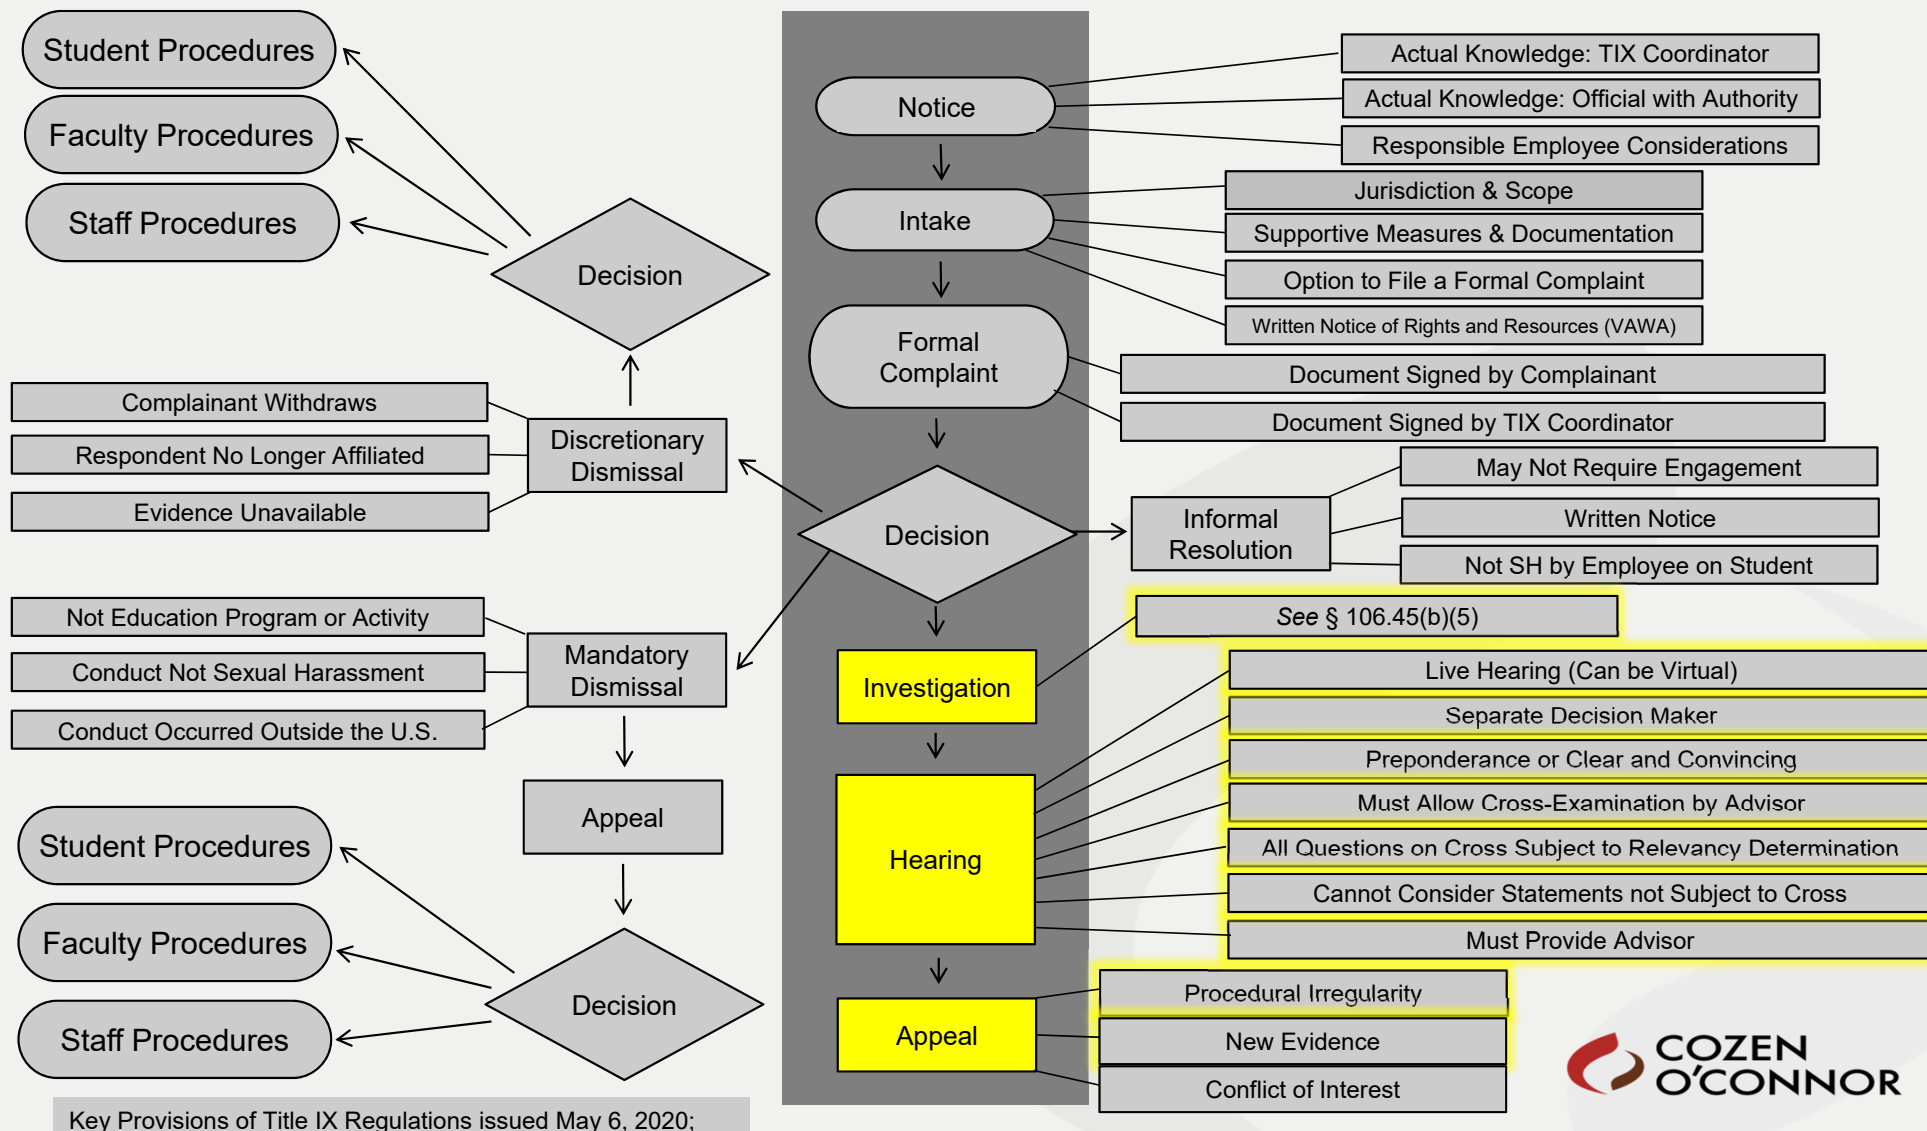 Student Procedures
Faculty Procedures
Staff Procedures
Decision
Complainant Withdraws
Respondent No Longer Affiliated
Evidence Unavailable
Discretionary
Dismissal
Not Education Program or Activity
Conduct Not Sexual Harassment
Conduct Occurred Outside the U.S.
Mandatory
Dismissal
Appeal
Student Procedures
Faculty Procedures
Staff Procedures
Decision
Key Provisions of Title IX Regulations issued May 6, 2020;
Notice
Actual Knowledge: TIX Coordinator
Actual Knowledge: Official with Authority
Responsible Employee Considerations
Intake
Jurisdiction & Scope
Supportive Measures & Documentation
Option to File a Formal Complaint
Written Notice of Rights and Resources (VAWA)
Formal
Complaint
Document Signed by Complainant
Document Signed by TIX Coordinator
Decision
Informal
Resolution
May Not Require Engagement
Written Notice
Not SH by Employee on Student
Investigation
See § 106.45(b)(5)
Hearing
Live Hearing (Can be Virtual)
Separate Decision Maker
Preponderance or Clear and Convincing
Must Allow Cross-Examination by Advisor
All Questions on Cross Subject to Relevancy Determination
Cannot Consider Statements not Subject to Cross
Must Provide Advisor
Appeal
Procedural Irregularity
New Evidence
Conflict of Interest
COZEN
O'CONNOR